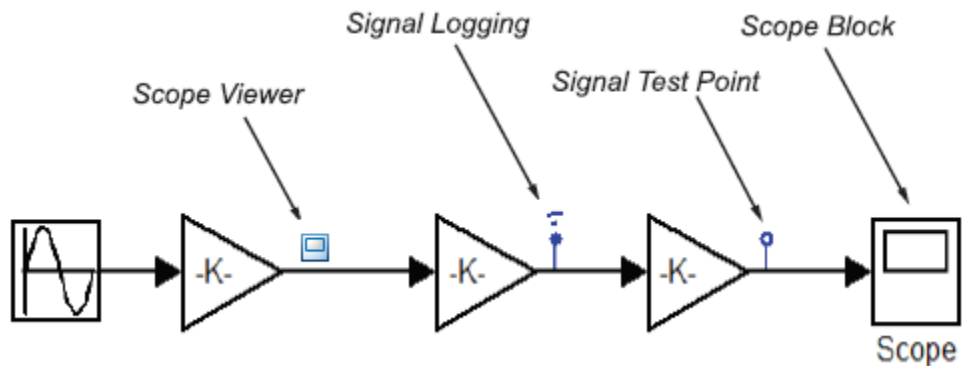 Signal Logging
Scope Block
Signal Test Point
Scope Viewer
-K-
-K-
-K-
Scope